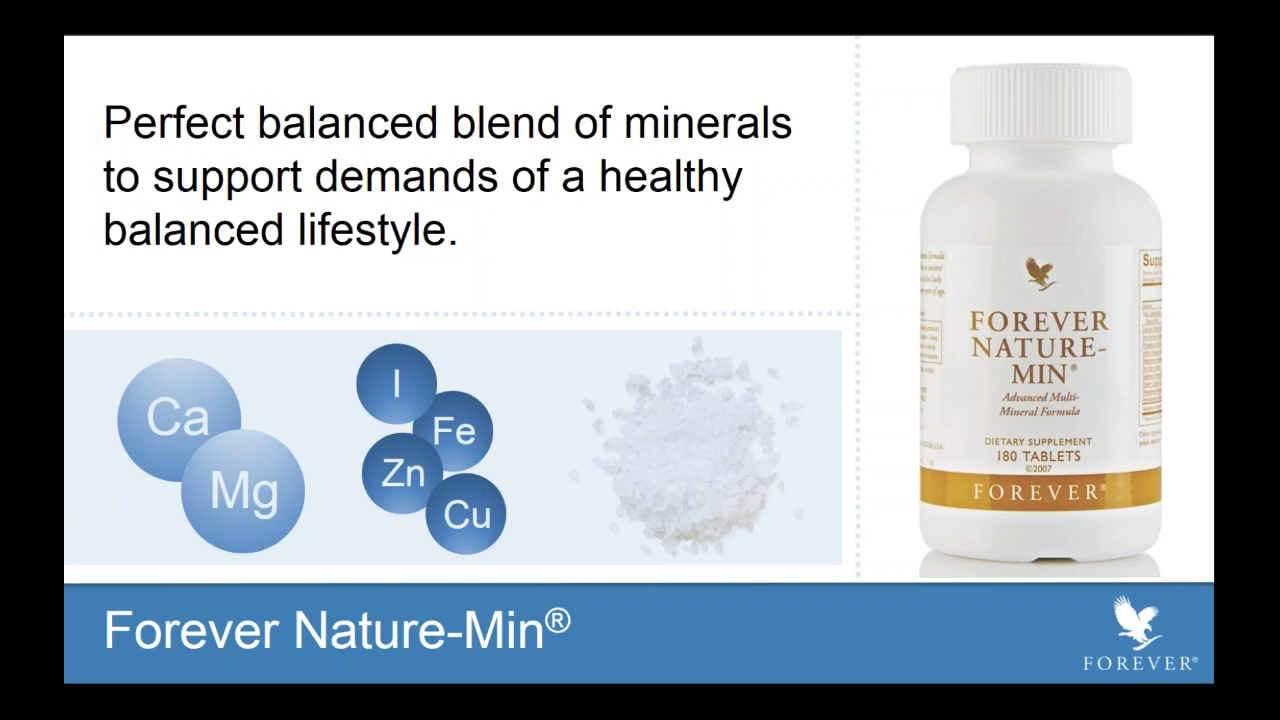 Perfect balanced blend of minerals
to support demands of a healthy
balanced lifestyle.
Ca
Mg
I
Fe
Zn
Cu
FOREVER
NATURE-
MIN®
Advanced Multi-
Mineral Formula
DIETARY SUPPLEMENT
180 TABLETS
©2007
FOREVER®
Forever Nature-Min®
FOREVER®